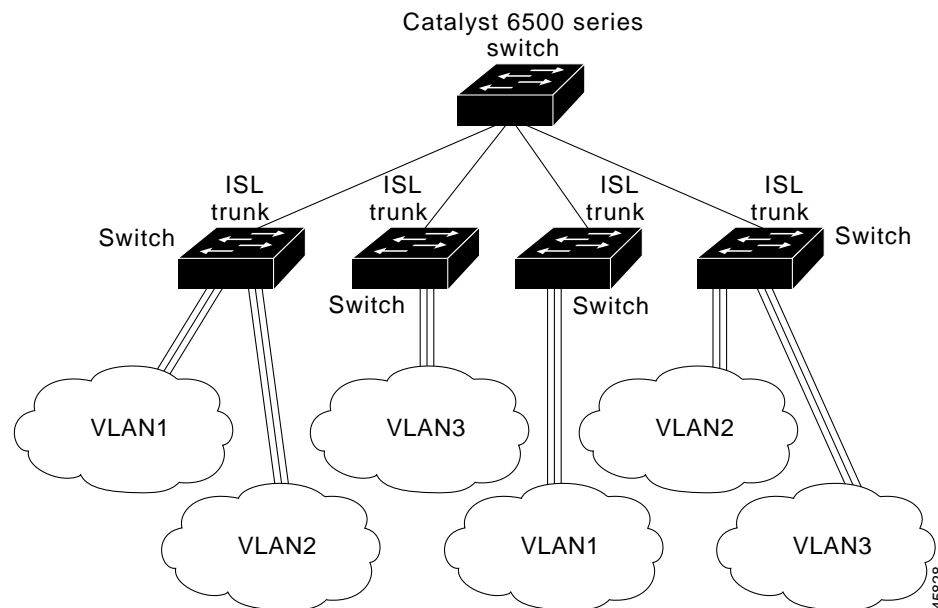 Catalyst 6500 series
switch
ISL
trunk
ISL
trunk
ISL
trunk
ISL
trunk
Switch
Switch
Switch
Switch
VLAN1
VLAN3
VLAN2
VLAN2
VLAN1
VLAN3